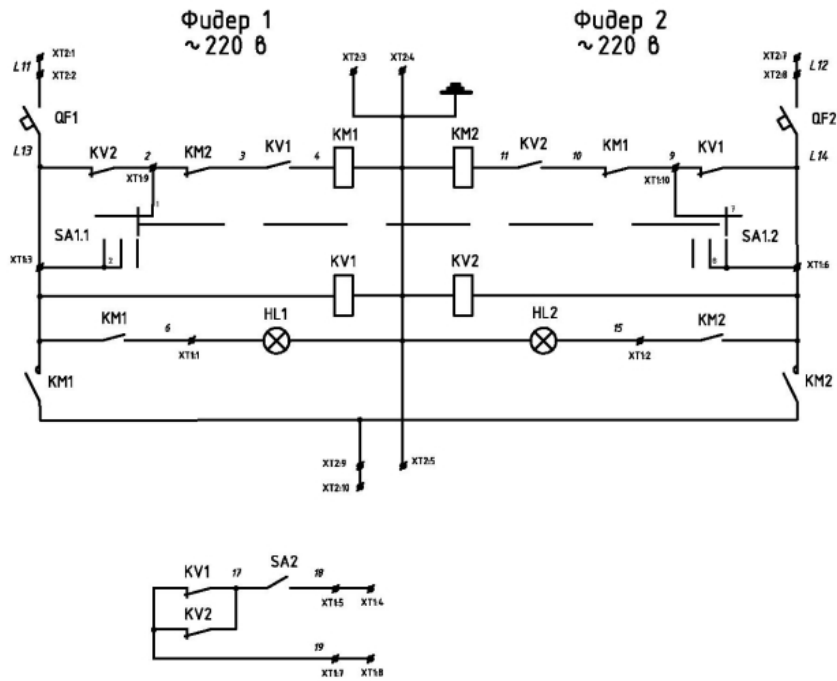 Фидер 1
~220 в
Фидер 2
~220 в
XT2:1
L11
XT2:2
XT2:3
XT2:4
XT2:7
L12
XT2:8
QF1
QF2
L13
KV2
2
KM2
3
KV1
4
KM1
KM2
11
KV2
10
KM1
9
KV1
L14
XT1:9
XT1:10
1
7
SA1.1
SA1.2
2
8
XT1:3
KV1
KV2
XT1:6
KM1
6
HL1
HL2
15
KM2
XT1:1
XT1:2
KM1
KM2
XT2:9
XT2:5
XT2:10
KV1
17
SA2
18
KV2
XT1:5
XT1:4
19
XT1:7
XT1:8